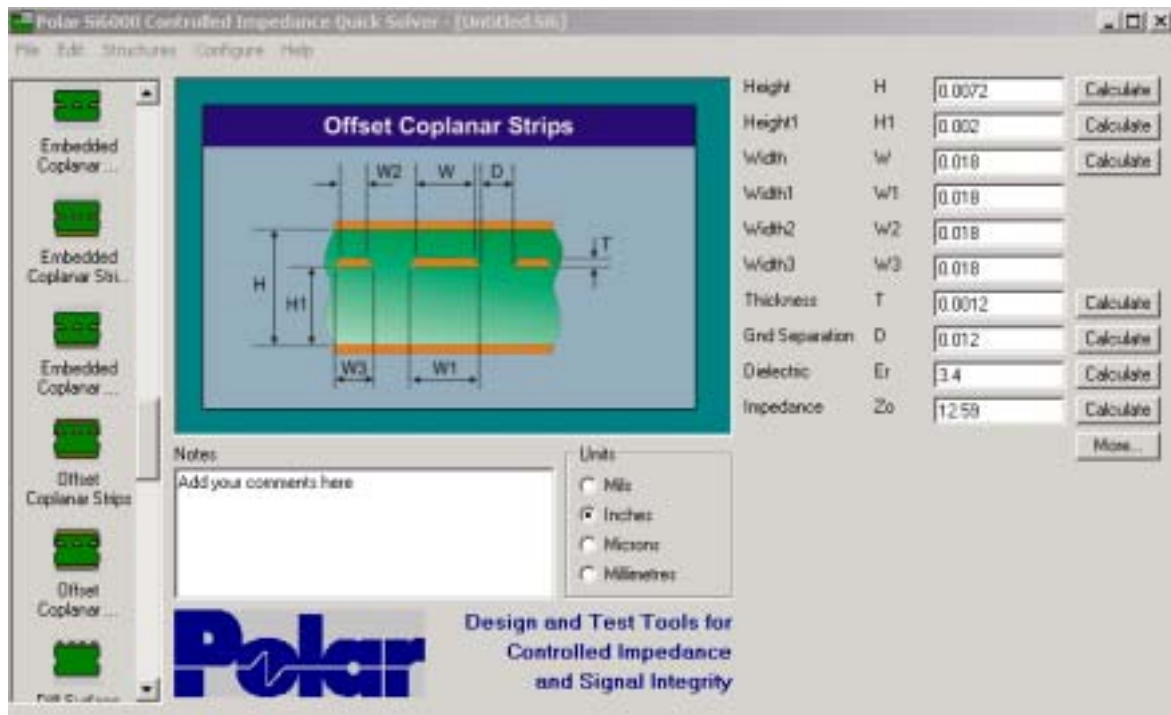 Polar Si6000 Controlled Impedance Quick Solver - [Untitled.Si6]
File Edit Structures Configure Help
Embedded
Coplanar ...
Embedded
Coplanar Stri...
Embedded
Coplanar ...
Offset
Coplanar Strips
Offset
Coplanar ...
Diff Surface
Offset Coplanar Strips
W2 W D
T
H
H1
W3 W1
Height H 0.0072 Calculate
Height1 H1 0.002 Calculate
Width W 0.018 Calculate
Width1 W1 0.018
Width2 W2 0.018
Width3 W3 0.018
Thickness T 0.0012 Calculate
Gnd Separation D 0.012 Calculate
Dielectric Er 3.4 Calculate
Impedance Zo 12.59 Calculate
More...
Notes
Add your comments here
Units
Mils
Inches
Microns
Millimetres
Polar
Design and Test Tools for
Controlled Impedance
and Signal Integrity